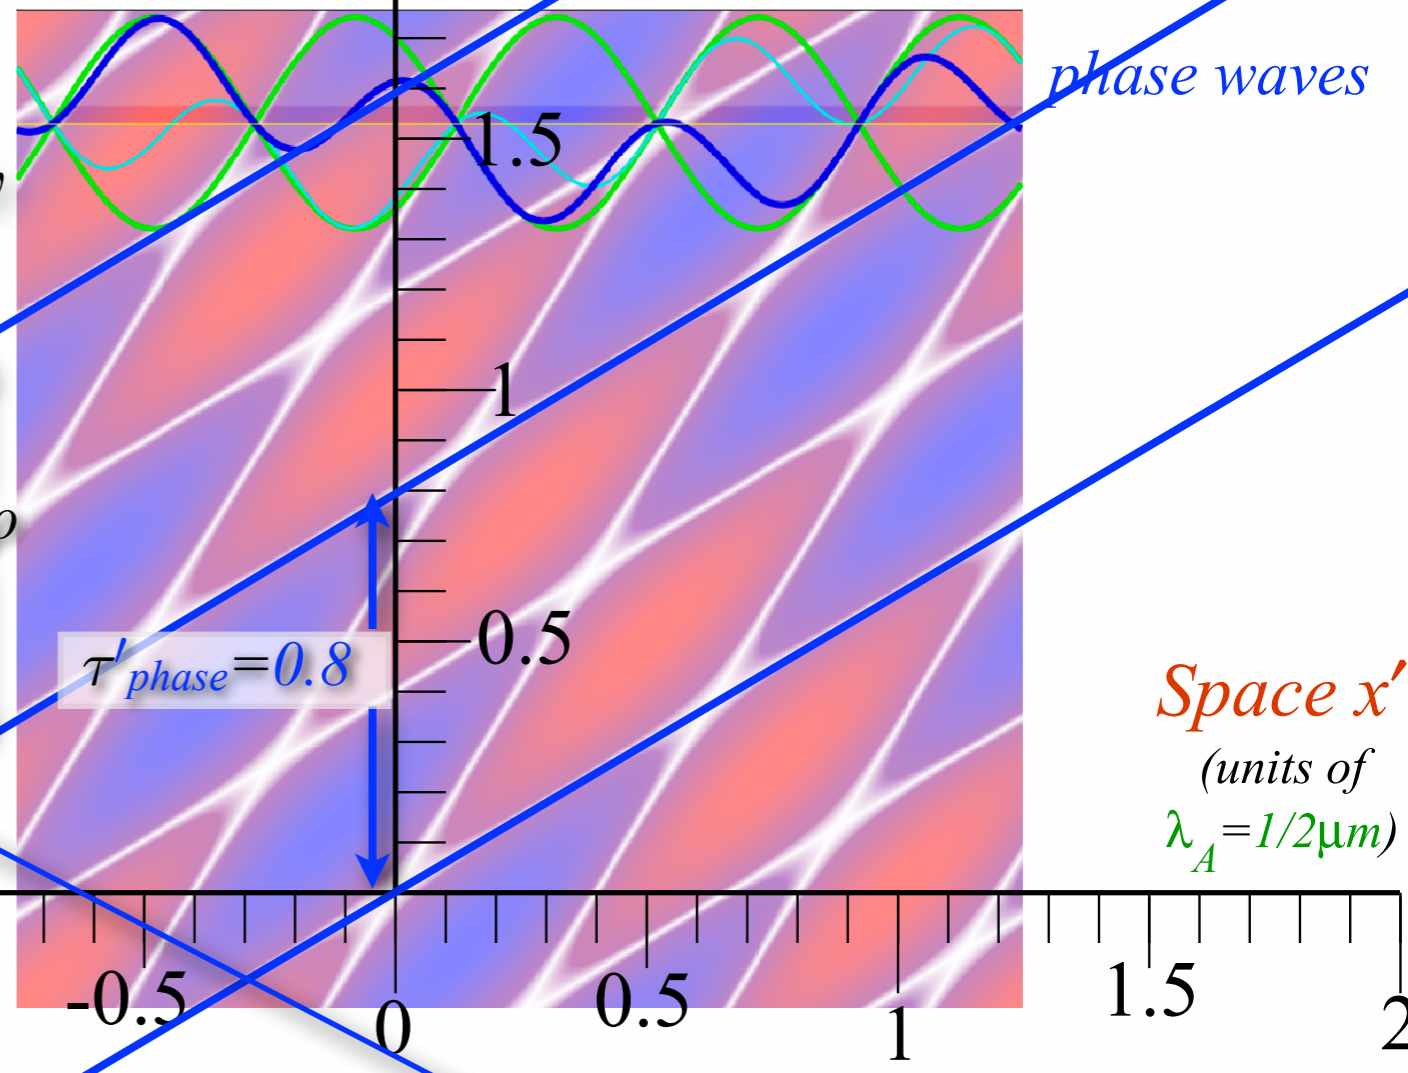 phase waves
1.5
1
0.5
τ′phase=0.8
Space x′
(units of
λA=1/2μm)
-0.5
0
0.5
1
1.5
2